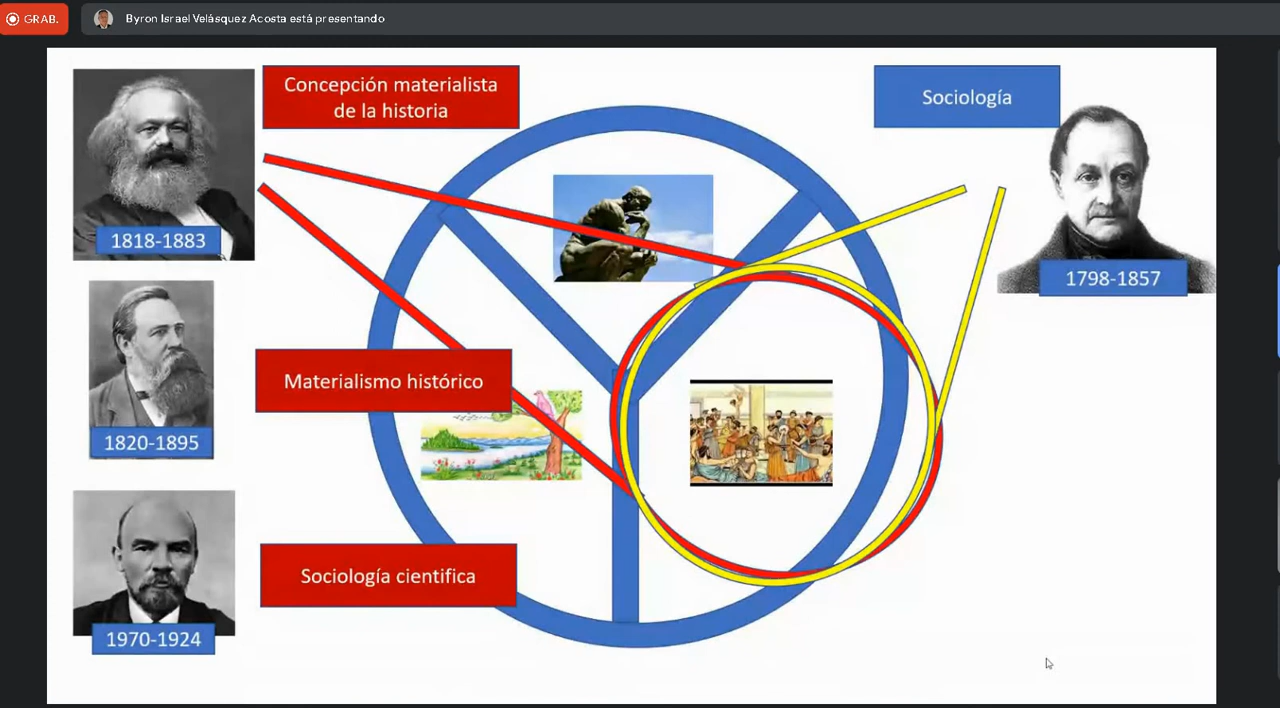 GRAB.
Byron Israel Velásquez Acosta está presentando
Concepción materialista
de la historia
Sociología
1818-1883
1798-1857
Materialismo histórico
1820-1895
Sociología cientifica
1970-1924